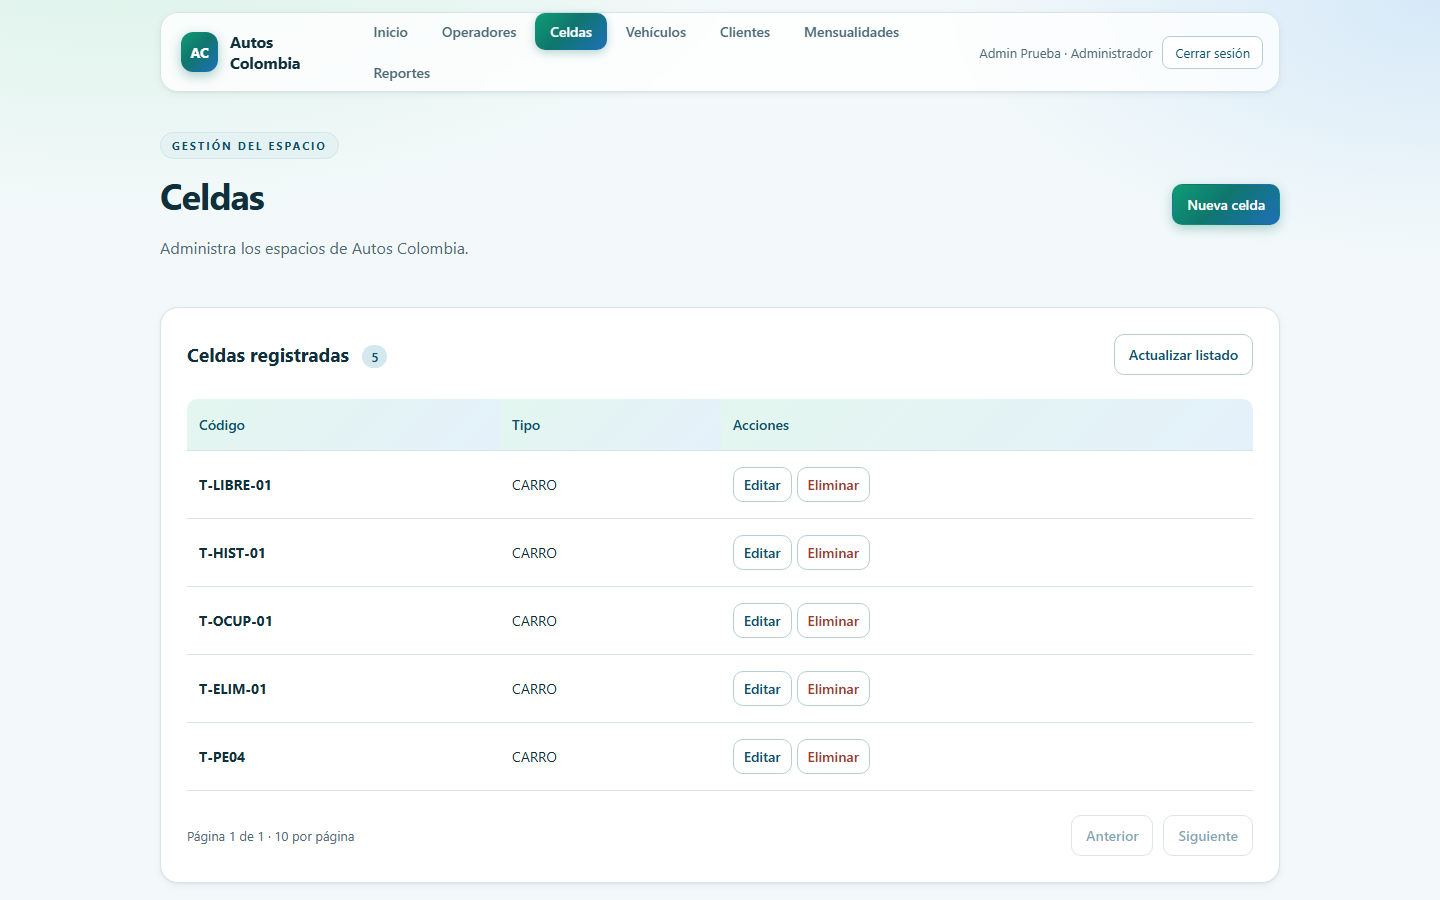 AC
Autos
Colombia
Inicio
Operadores
Celdas
Vehículos
Clientes
Mensualidades
Reportes
Admin Prueba · Administrador
Cerrar sesión
GESTIÓN DEL ESPACIO
Celdas
Nueva celda
Administra los espacios de Autos Colombia.
Celdas registradas 5
Actualizar listado
Código Tipo Acciones
T-LIBRE-01 CARRO Editar Eliminar
T-HIST-01 CARRO Editar Eliminar
T-OCUP-01 CARRO Editar Eliminar
T-ELIM-01 CARRO Editar Eliminar
T-PE04 CARRO Editar Eliminar
Página 1 de 1 · 10 por página
Anterior Siguiente